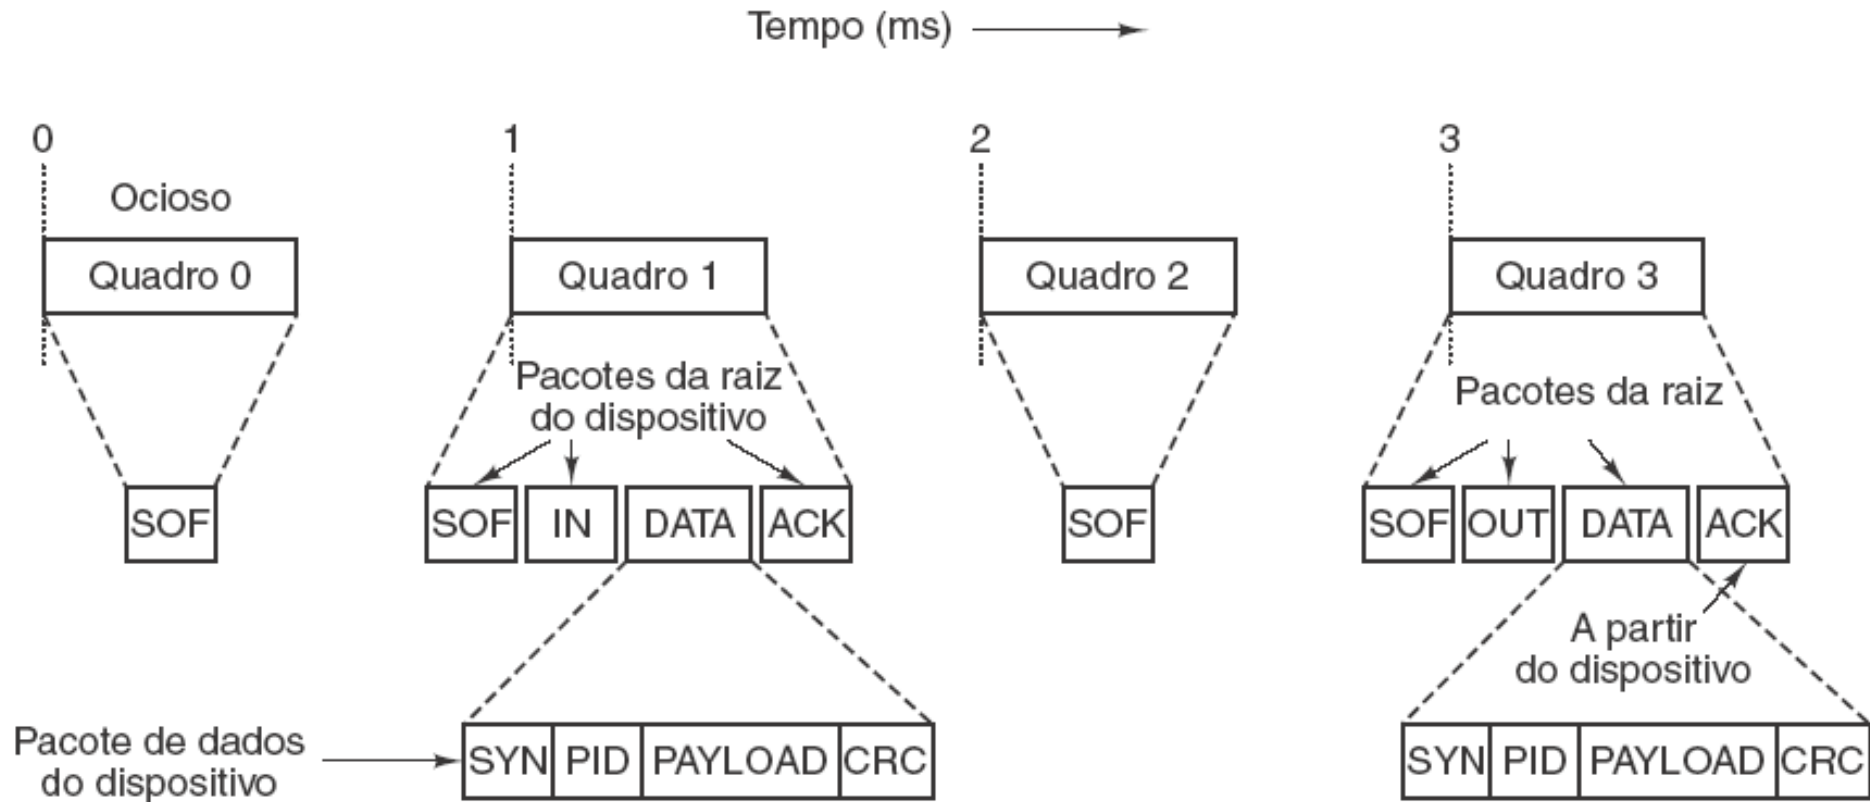 Tempo (ms)
0
1
2
3
Ocioso
Quadro 0
Quadro 1
Quadro 2
Quadro 3
Pacotes da raiz
do dispositivo
Pacotes da raiz
SOF
SOF
IN
DATA
ACK
SOF
SOF
OUT
DATA
ACK
A partir
do dispositivo
Pacote de dados
do dispositivo
SYN
PID
PAYLOAD
CRC
SYN
PID
PAYLOAD
CRC